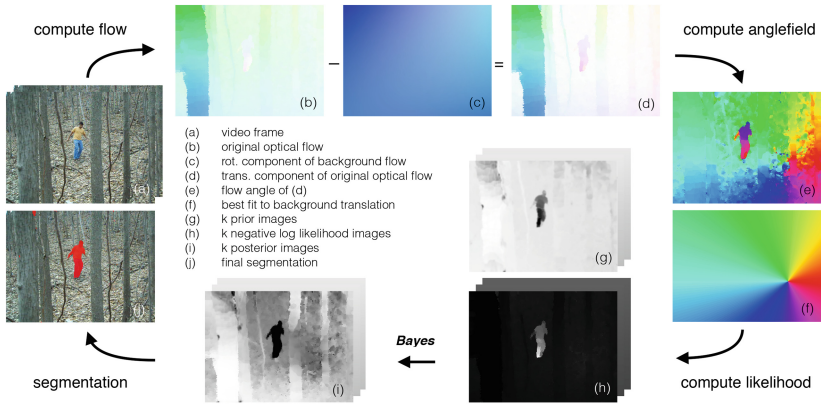 compute flow
compute anglefield
(b)
–
(c)
=
(d)
(a)
(a) video frame
(b) original optical flow
(c) rot. component of background flow
(d) trans. component of original optical flow
(e) flow angle of (d)
(f) best fit to background translation
(g) k prior images
(h) k negative log likelihood images
(i) k posterior images
(j) final segmentation
(e)
(g)
(j)
(f)
Bayes
(i)
(h)
segmentation
compute likelihood